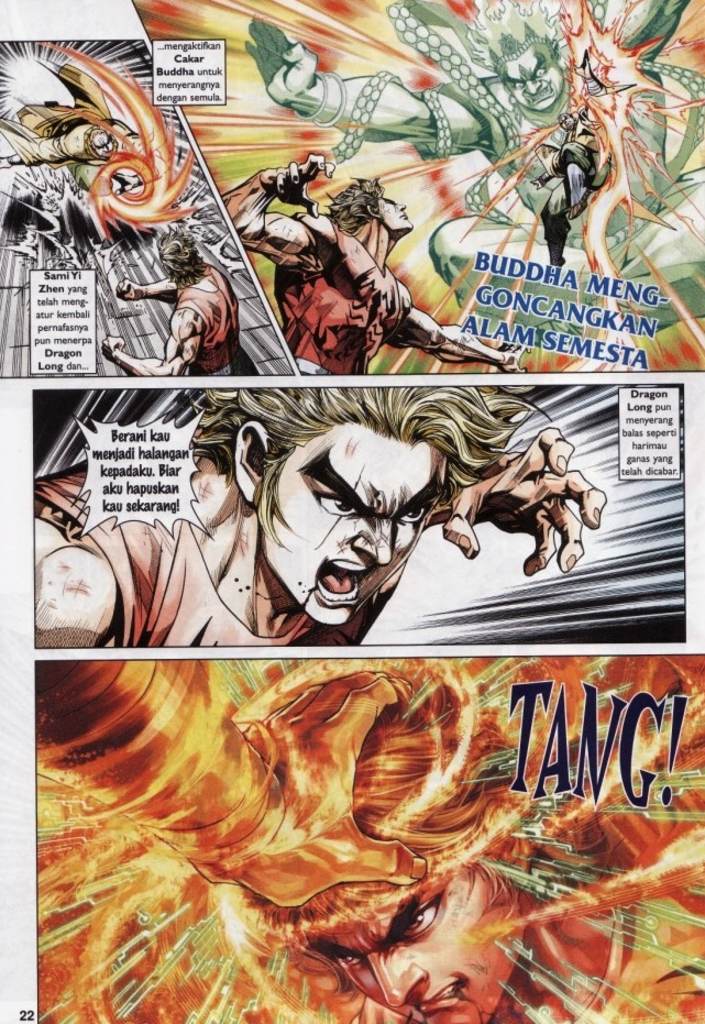 Sami Yi
Zhen yang
telah meng-
atur kembali
pernafasnya
pun menerpa
Dragon
Long dan...
...mengaktifkan
Cakar
Buddha untuk
menyerangnya
dengan semula.
BUDDHA MENG-
GONCANGKAN
ALAM SEMESTA
Berani kau
menjadi halangan
kepadaku. Biar
aku hapuskan
kau sekarang!
Dragon
Long pun
menyerang
balas seperti
harimau
ganas yang
telah dicabar.
TANG!
22